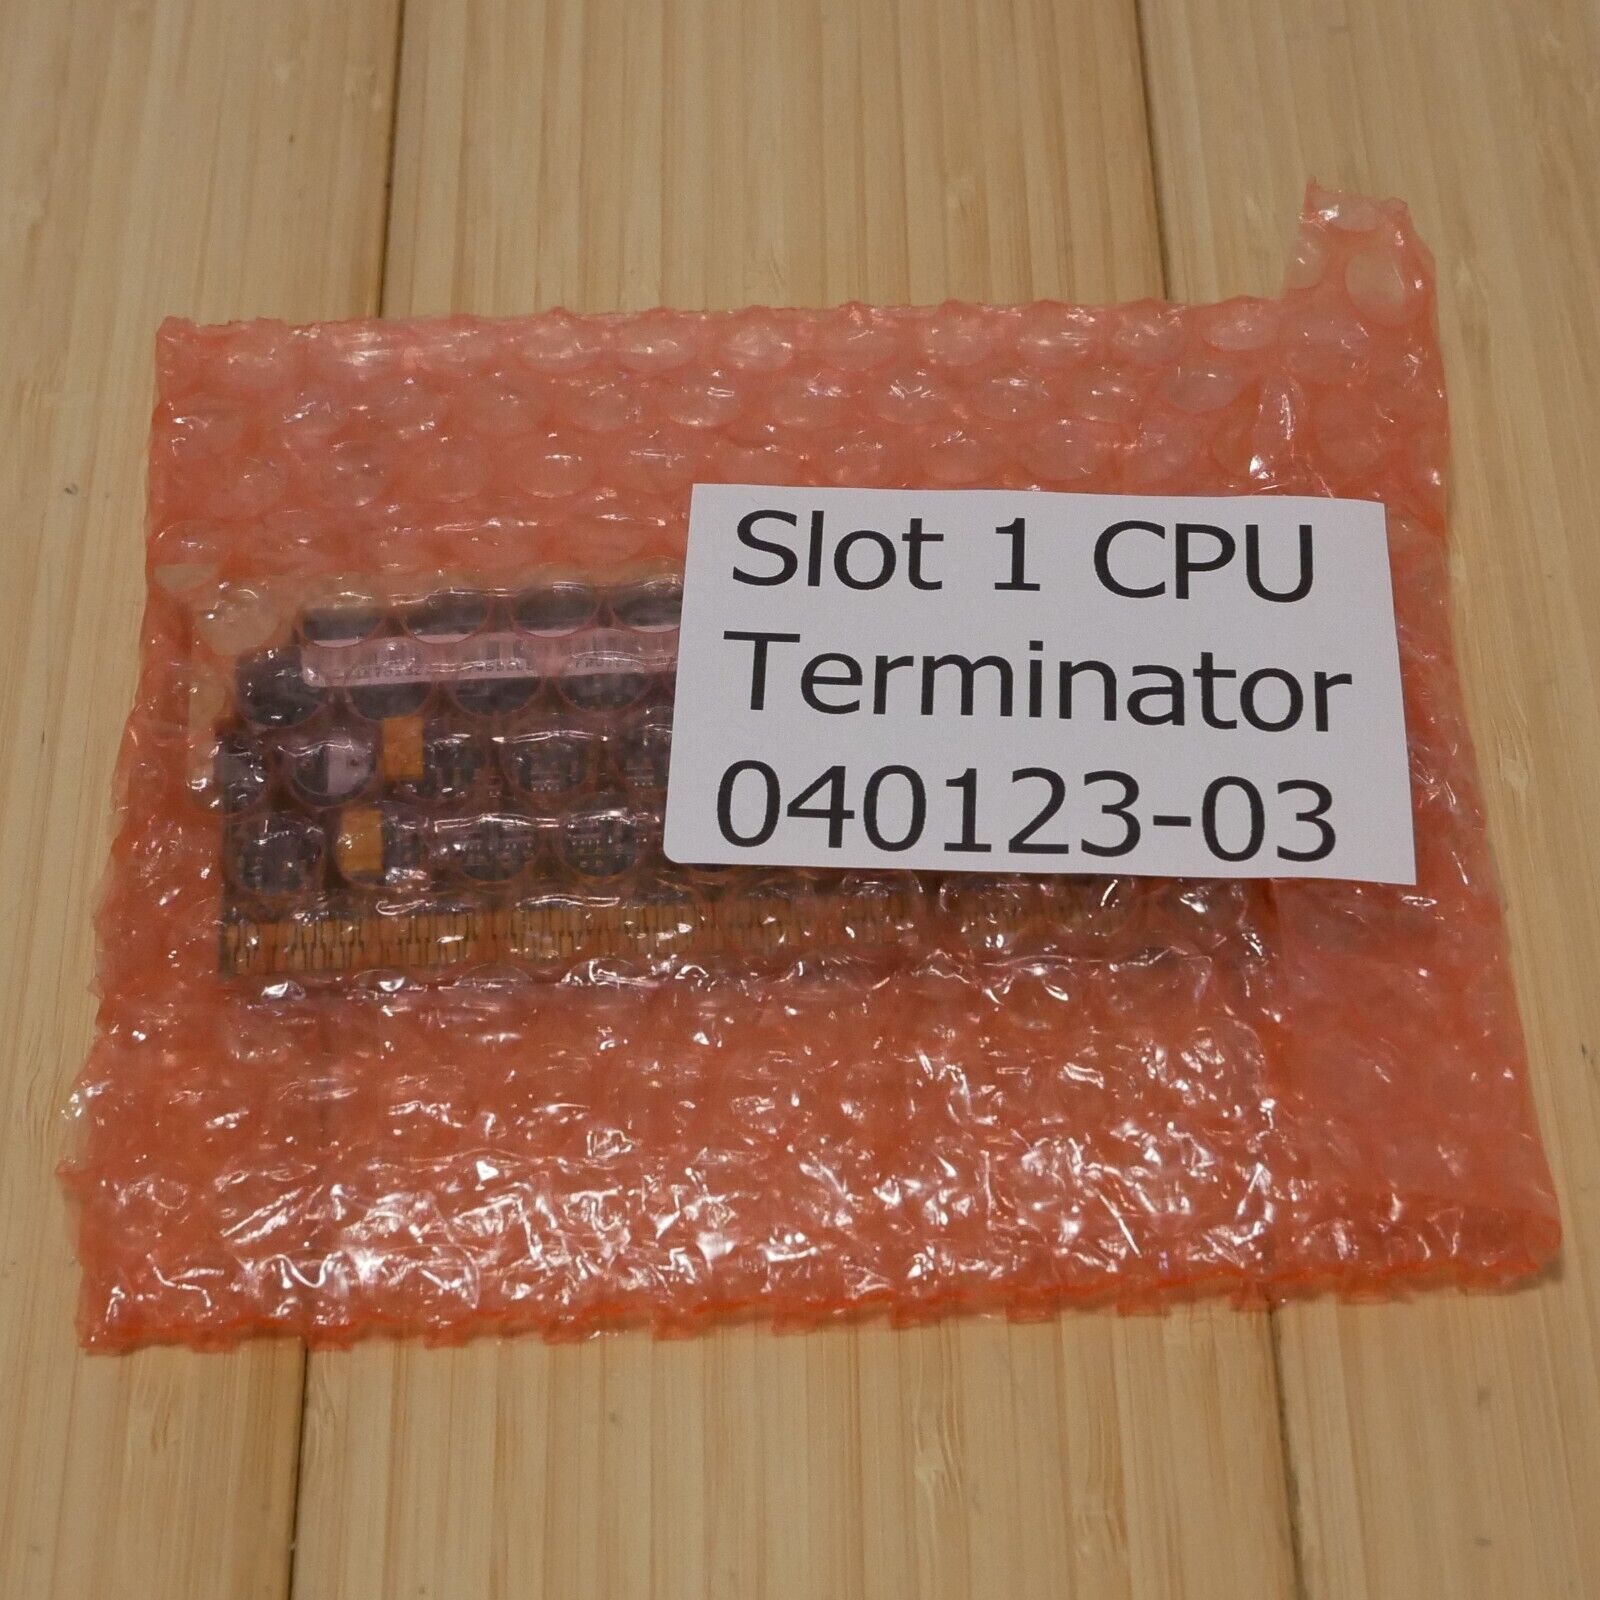 Slot 1 CPU
Terminator
040123-03